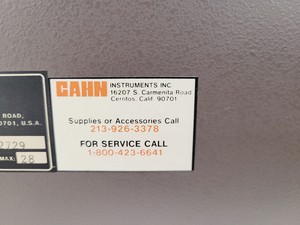 CAHN INSTRUMENTS INC
16207 S. Carmenita Road
Cerritos, Calif. 90701
Supplies or Accessories Call
213-926-3378
FOR SERVICE CALL
1-800-423-6641
ROAD,
0701, U.S.A.
2729
MAX: 28